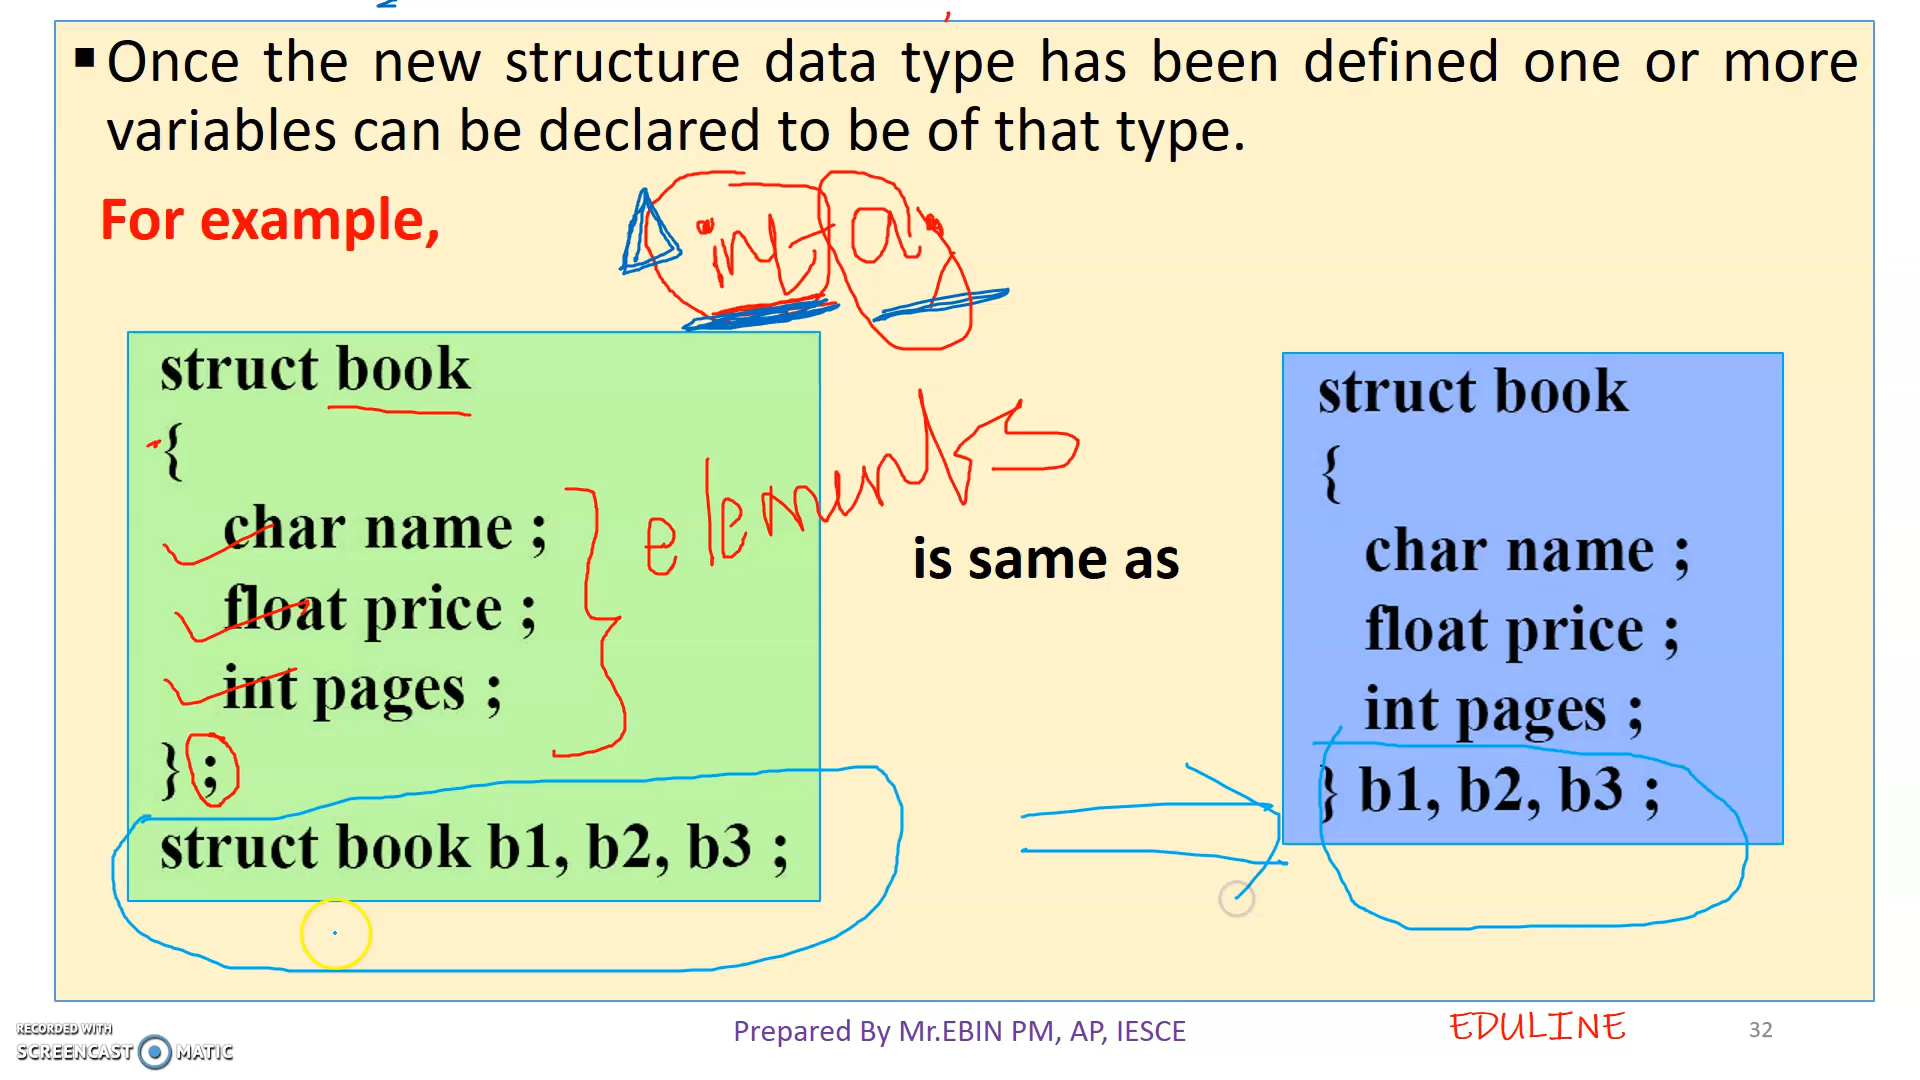 ▪ Once the new structure data type has been defined one or more
variables can be declared to be of that type.
For example,
int a,
struct book
{
char name ;
float price ;
int pages ;
} ;
struct book b1, b2, b3 ;
elements
is same as
struct book
{
char name ;
float price ;
int pages ;
} b1, b2, b3 ;
RECORDED WITH
SCREENCAST MATIC
Prepared By Mr.EBIN PM, AP, IESCE
EDULINE
32